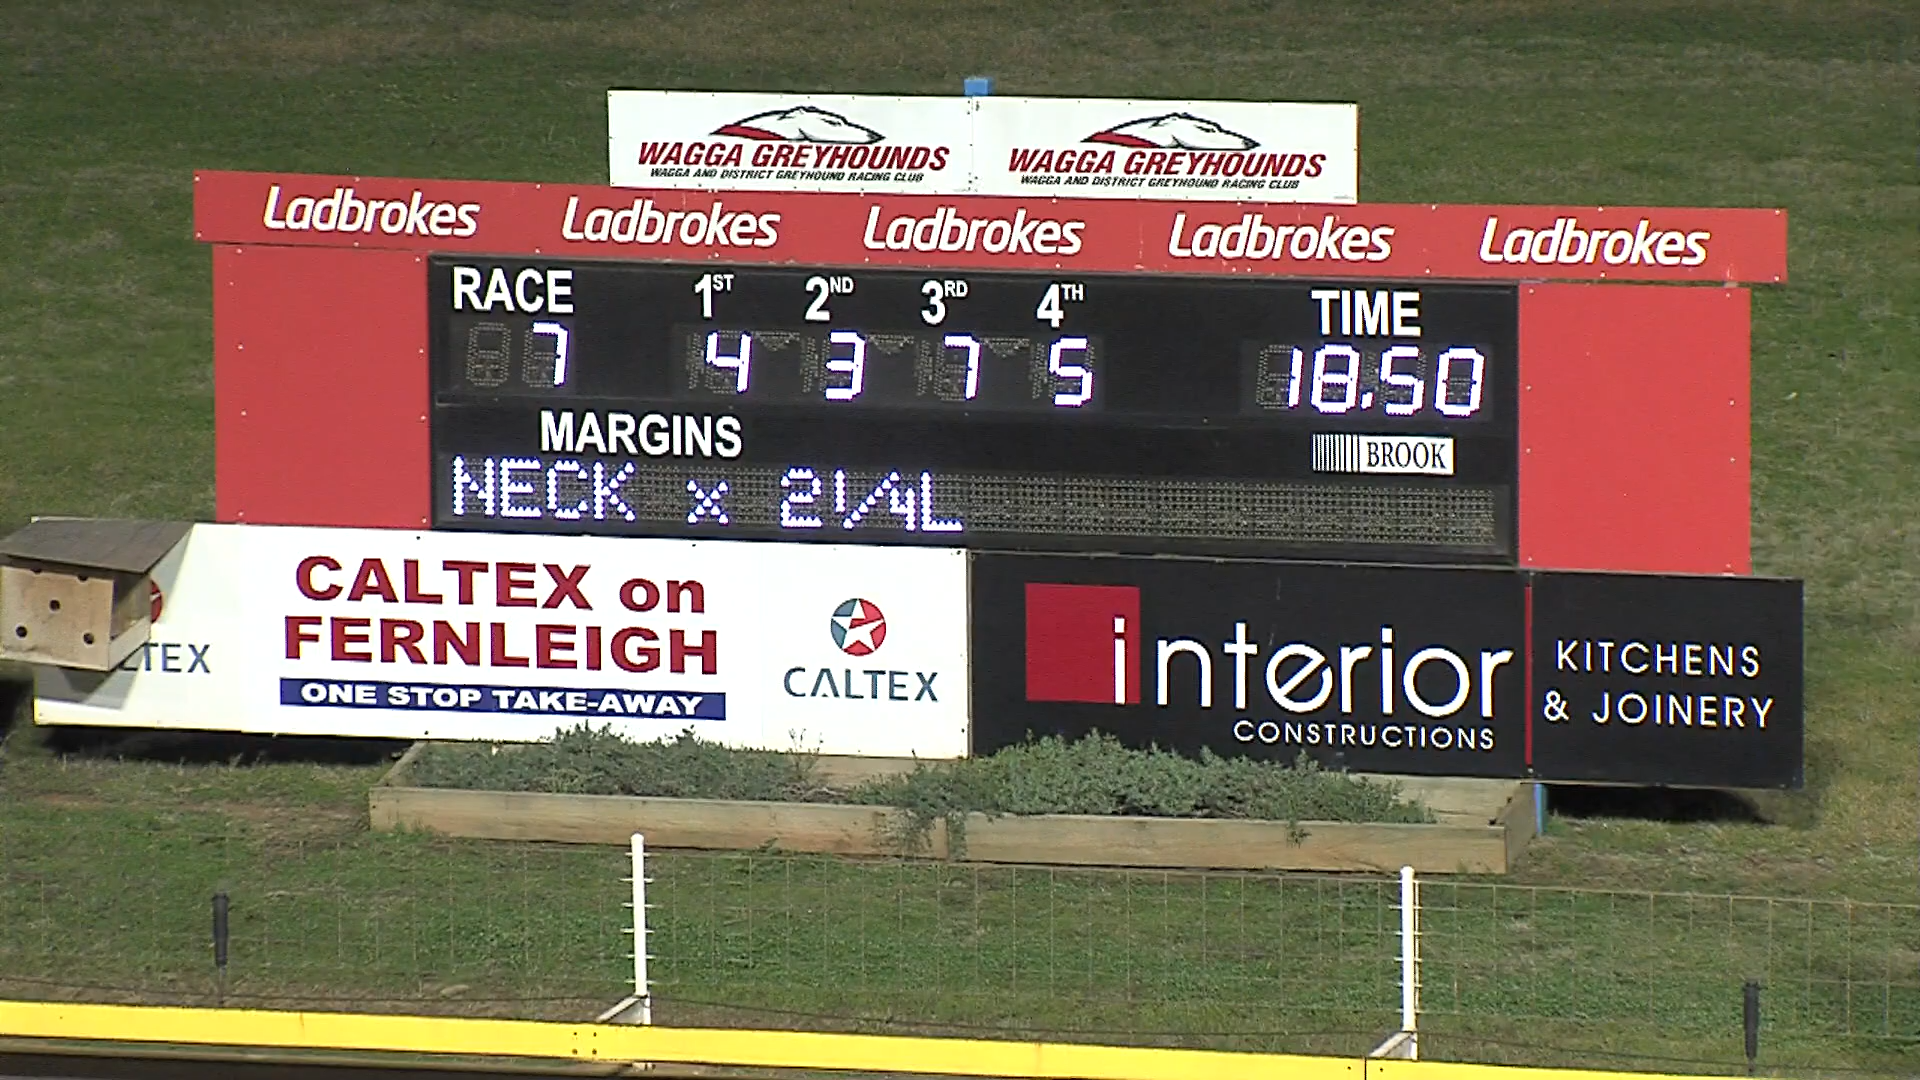 WAGGA GREYHOUNDS
WAGGA AND DISTRICT GREYHOUND RACING CLUB
WAGGA GREYHOUNDS
WAGGA AND DISTRICT GREYHOUND RACING CLUB
Ladbrokes Ladbrokes Ladbrokes Ladbrokes Ladbrokes
RACE 1ST 2ND 3RD 4TH TIME
7 4 3 7 5 18.50
MARGINS
BROOK
NECK x 2¼L
LTEX
CALTEX on
FERNLEIGH
ONE STOP TAKE-AWAY
CALTEX
interior
CONSTRUCTIONS
KITCHENS
& JOINERY